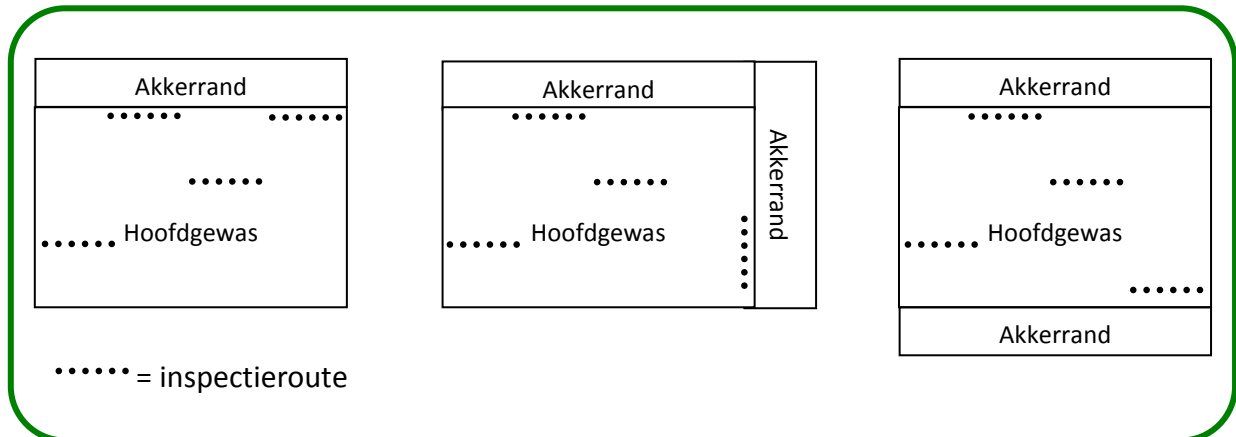 Akkerrand
Hoofdgewas
Akkerrand
Akkerrand
Hoofdgewas
Akkerrand
Hoofdgewas
Akkerrand
= inspectieroute